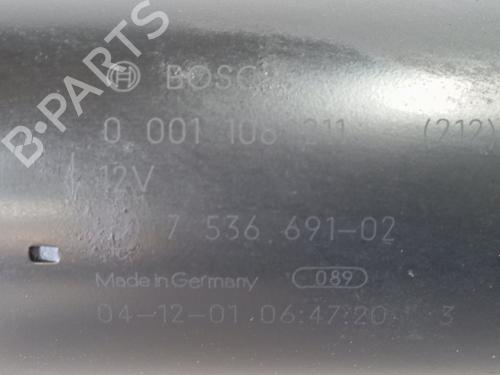 B-PARTS
BOSCH
0 001 108 211 (212)
12V
7 536 691-02
Made in Germany 089
04-12-01 06:47:20 3